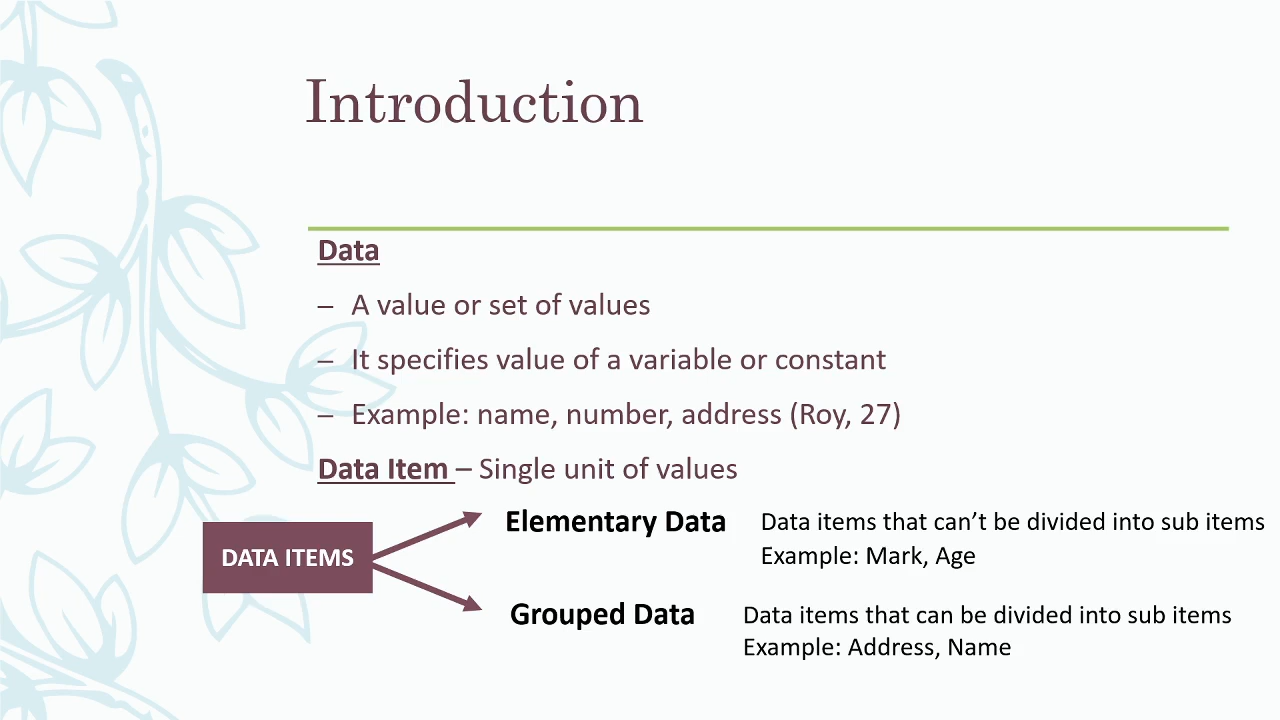 Introduction
Data
– A value or set of values
– It specifies value of a variable or constant
– Example: name, number, address (Roy, 27)
Data Item – Single unit of values
DATA ITEMS
Elementary Data
Data items that can’t be divided into sub items
Example: Mark, Age
Grouped Data
Data items that can be divided into sub items
Example: Address, Name